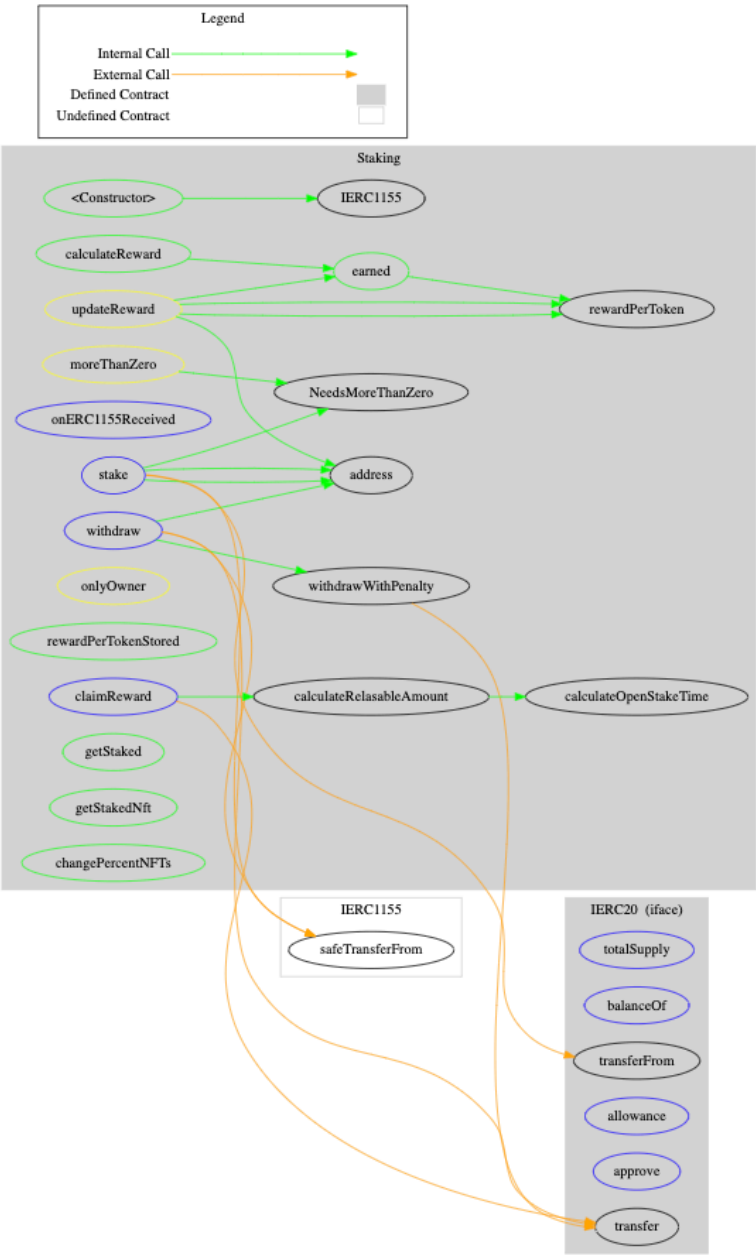 Legend
Internal Call
External Call
Defined Contract
Undefined Contract
Staking
<Constructor>
IERC1155
calculateReward
earned
updateReward
rewardPerToken
moreThanZero
NeedsMoreThanZero
onERC1155Received
stake
address
withdraw
onlyOwner
withdrawWithPenalty
rewardPerTokenStored
claimReward
calculateRelasableAmount
calculateOpenStakeTime
getStaked
getStakedNft
changePercentNFTs
IERC1155
safeTransferFrom
IERC20 (iface)
totalSupply
balanceOf
transferFrom
allowance
approve
transfer